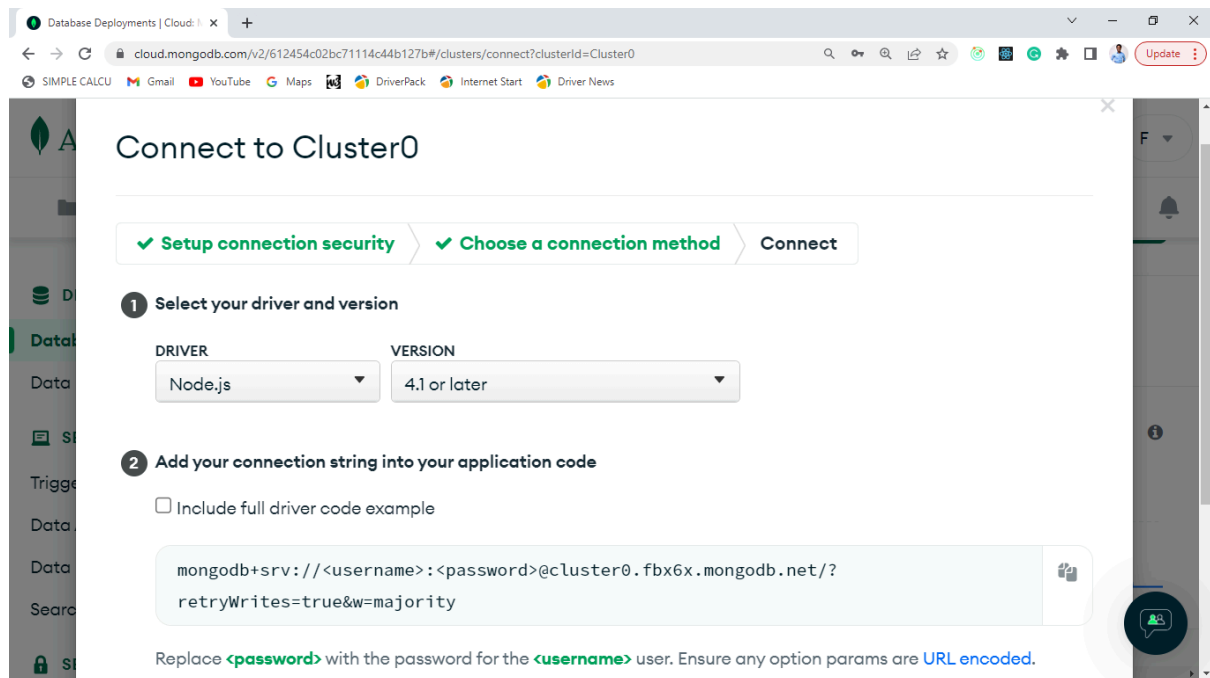 Database Deployments | Cloud:
cloud.mongodb.com/v2/612454c02bc71114c44b127b#/clusters/connect?clusterId=Cluster0
Update
SIMPLE CALCU Gmail YouTube Maps DriverPack Internet Start Driver News
A
F
Connect to Cluster0
Setup connection security Choose a connection method Connect
1 Select your driver and version
DRIVER VERSION
Node.js 4.1 or later
Data
2 Add your connection string into your application code
Include full driver code example
Data
mongodb+srv://<username>:<password>@cluster0.fbx6x.mongodb.net/?
Data
retryWrites=true&w=majority
Replace <password> with the password for the <username> user. Ensure any option params are URL encoded.